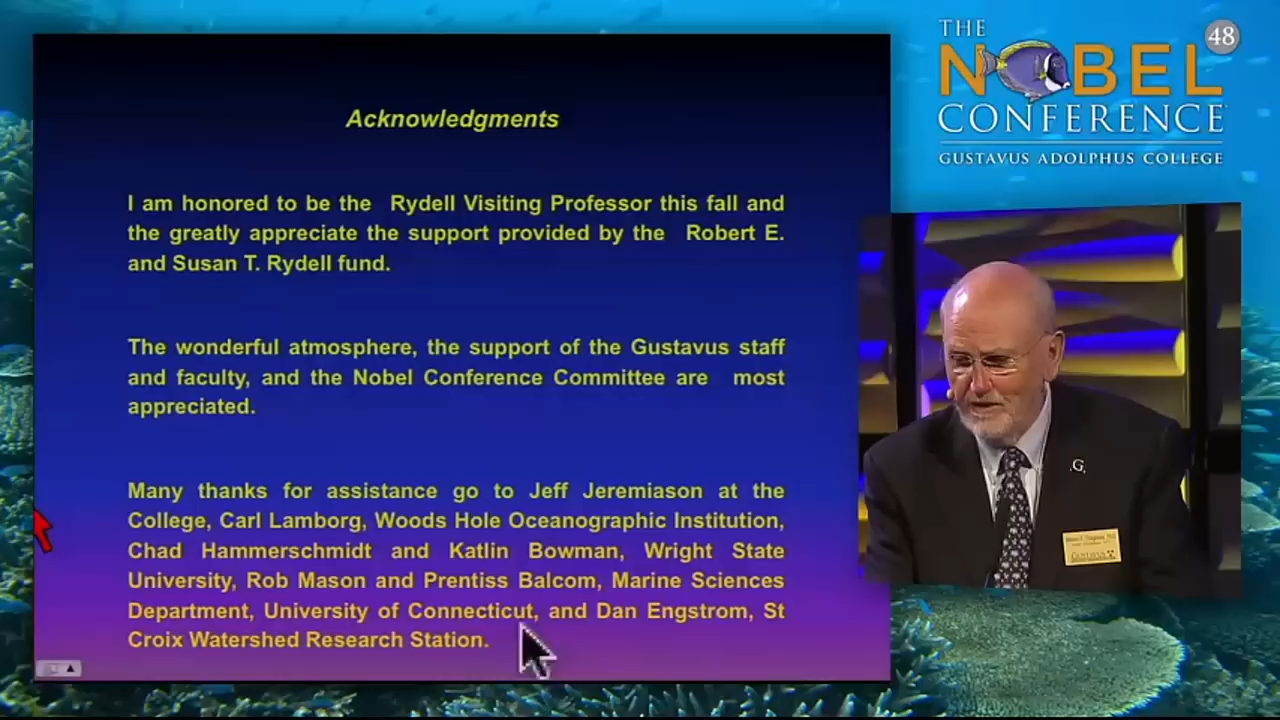 THE
48
NOBEL
CONFERENCE
GUSTAVUS ADOLPHUS COLLEGE
Acknowledgments
I am honored to be the Rydell Visiting Professor this fall and
the greatly appreciate the support provided by the Robert E.
and Susan T. Rydell fund.
The wonderful atmosphere, the support of the Gustavus staff
and faculty, and the Nobel Conference Committee are most
appreciated.
Many thanks for assistance go to Jeff Jeremiason at the
College, Carl Lamborg, Woods Hole Oceanographic Institution,
Chad Hammerschmidt and Katlin Bowman, Wright State
University, Rob Mason and Prentiss Balcom, Marine Sciences
Department, University of Connecticut, and Dan Engstrom, St
Croix Watershed Research Station.
G
GUSTAVUS